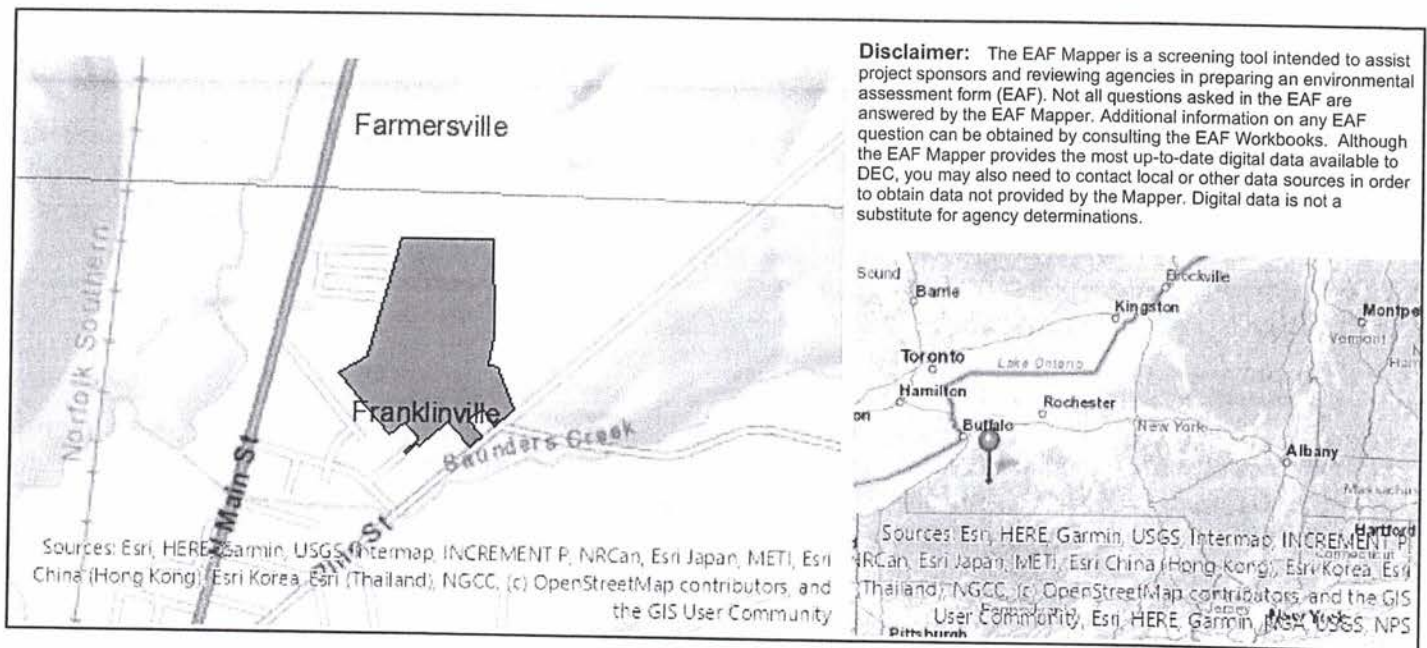 Disclaimer: The EAF Mapper is a screening tool intended to assist
project sponsors and reviewing agencies in preparing an environmental
assessment form (EAF). Not all questions asked in the EAF are
answered by the EAF Mapper. Additional information on any EAF
question can be obtained by consulting the EAF Workbooks. Although
the EAF Mapper provides the most up-to-date digital data available to
DEC, you may also need to contact local or other data sources in order
to obtain data not provided by the Mapper. Digital data is not a
substitute for agency determinations.
Farmersville
Norfolk Southern
Franklinville
Saunders Creek
Main St
St
Sources: Esri, HERE, Garmin, USGS, Intermap, INCREMENT P, NRCan, Esri Japan, METI, Esri
China (Hong Kong), Esri Korea, Esri (Thailand), NGCC, (c) OpenStreetMap contributors, and
the GIS User Community
Sound
Barrie
Brockville
Kingston
Montpe
Vermont
Toronto
Lake Ontario
Hamilton
on
Rochester
Buffalo
New York
Albany
Hartford
Connecticut
Sources: Esri, HERE, Garmin, USGS, Intermap, INCREMENT P,
NRCan, Esri Japan, METI, Esri China (Hong Kong), Esri Korea, Esri
(Thailand), NGCC, (c) OpenStreetMap contributors, and the GIS
User Community, Esri, HERE, Garmin, NGA, USGS, NPS
Pittsburgh
New York